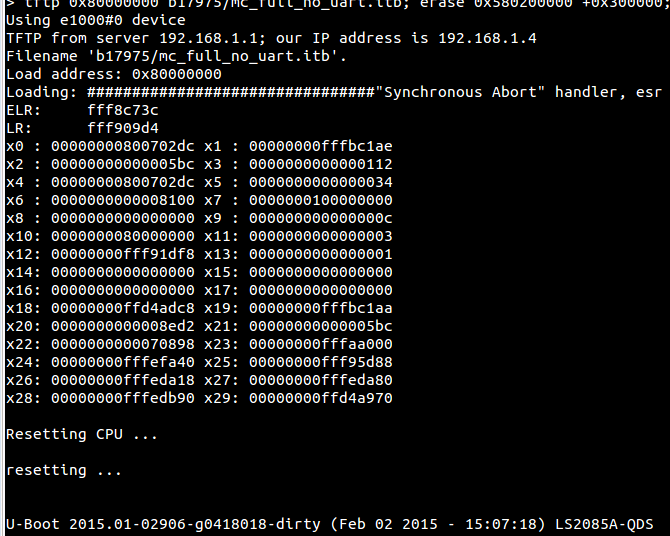 > tftp 0x80000000 b17975/mc_full_no_uart.itb; erase 0x580200000 +0x300000;
Using e1000#0 device
TFTP from server 192.168.1.1; our IP address is 192.168.1.4
Filename 'b17975/mc_full_no_uart.itb'.
Load address: 0x80000000
Loading: ################################"Synchronous Abort" handler, esr
ELR:     fff8c73c
LR:      fff909d4
x0 : 00000000800702dc x1 : 00000000fffbc1ae
x2 : 00000000000005bc x3 : 0000000000000112
x4 : 00000000800702dc x5 : 0000000000000034
x6 : 0000000000008100 x7 : 0000000100000000
x8 : 0000000000000000 x9 : 000000000000000c
x10: 0000000080000000 x11: 0000000000000003
x12: 00000000fff91df8 x13: 0000000000000001
x14: 0000000000000000 x15: 0000000000000000
x16: 0000000000000000 x17: 0000000000000000
x18: 00000000ffd4adc8 x19: 00000000fffbc1aa
x20: 0000000000008ed2 x21: 00000000000005bc
x22: 0000000000070898 x23: 00000000fffaa000
x24: 00000000fffefa40 x25: 00000000fff95d88
x26: 00000000fffeda18 x27: 00000000fffeda80
x28: 00000000fffedb90 x29: 00000000ffd4a970
Resetting CPU ...
resetting ...
U-Boot 2015.01-02906-g0418018-dirty (Feb 02 2015 - 15:07:18) LS2085A-QDS